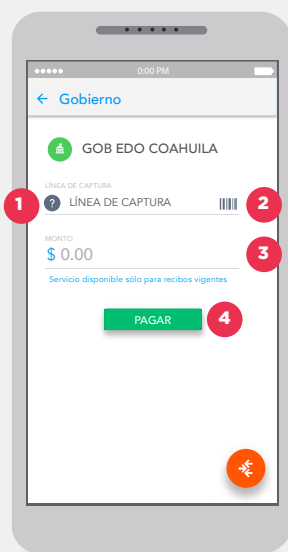 0:00 PM
← Gobierno
GOB EDO COAHUILA
LÍNEA DE CAPTURA
1 ? LÍNEA DE CAPTURA 2
MONTO
$ 0.00 3
Servicio disponible sólo para recibos vigentes
PAGAR 4